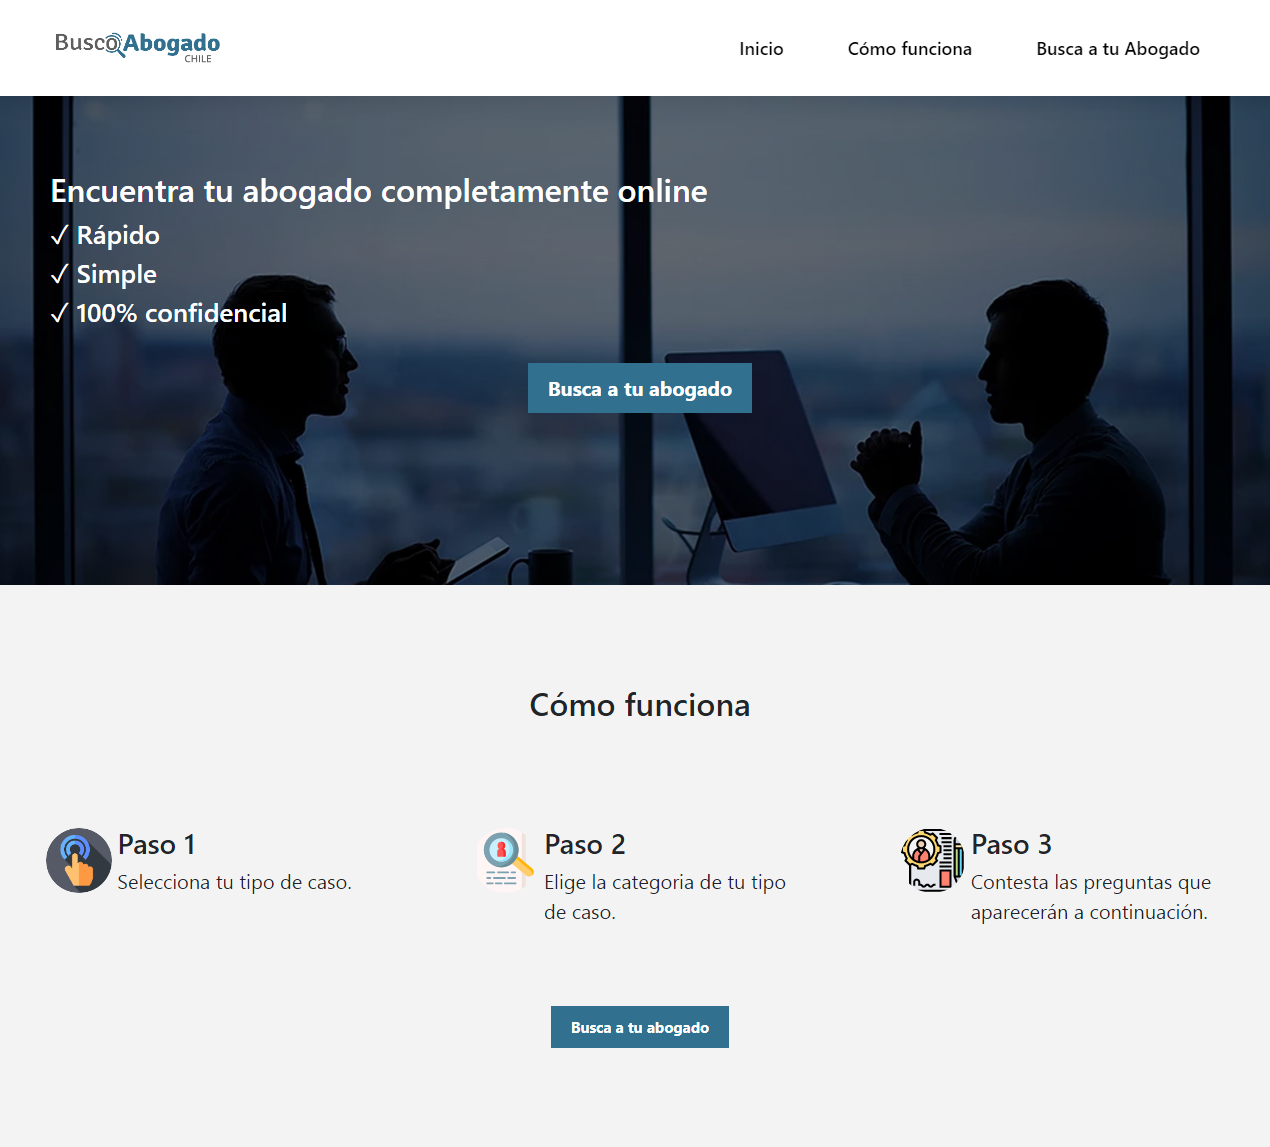 BuscoAbogado
CHILE
Inicio
Cómo funciona
Busca a tu Abogado
Encuentra tu abogado completamente online
✓ Rápido
✓ Simple
✓ 100% confidencial
Busca a tu abogado
Cómo funciona
Paso 1
Selecciona tu tipo de caso.
Paso 2
Elige la categoria de tu tipo
de caso.
Paso 3
Contesta las preguntas que
aparecerán a continuación.
Busca a tu abogado